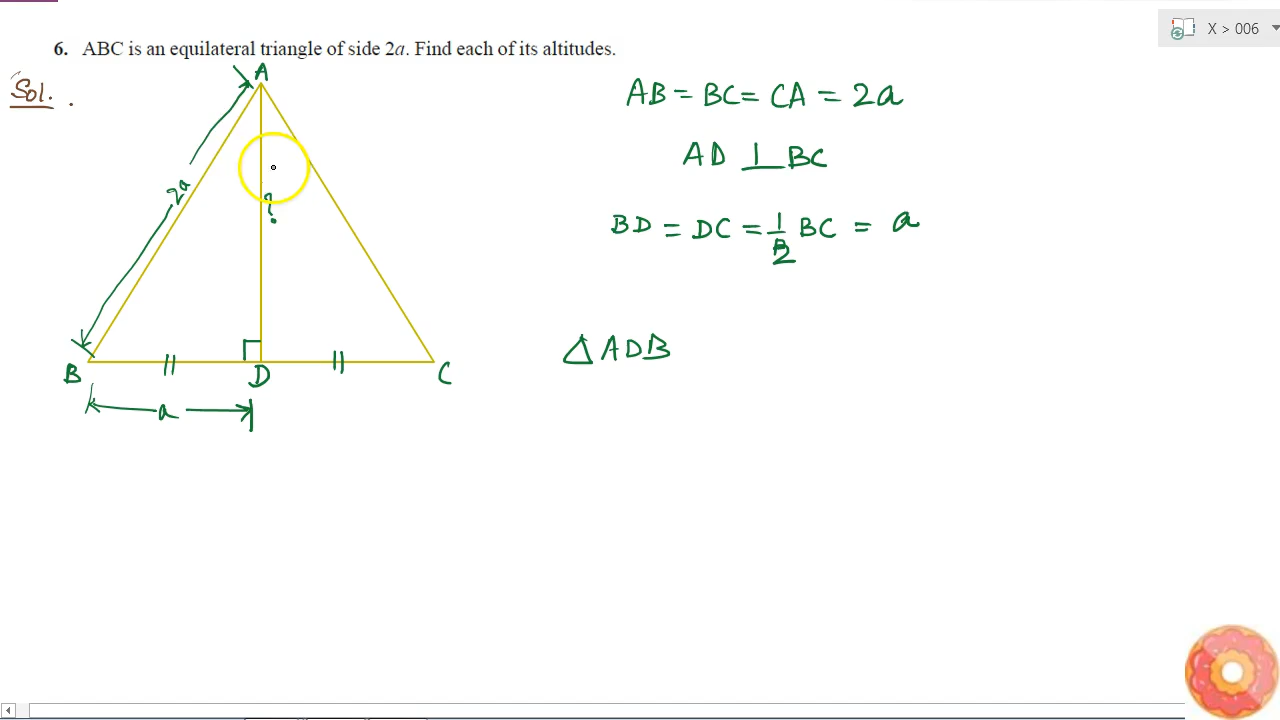 X > 006
6. ABC is an equilateral triangle of side 2a. Find each of its altitudes.
Sol.
A
2a
?
B
D
C
a
AB = BC = CA = 2a
AD ⊥ BC
BD = DC = 1/2 BC = a
△ ADB